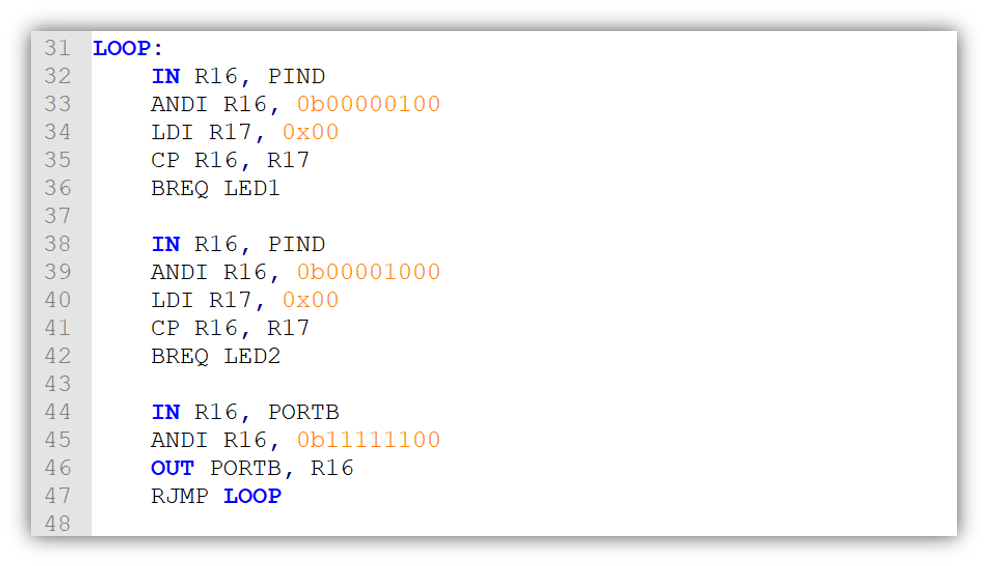 31 LOOP:
32 IN R16, PIND
33 ANDI R16, 0b00000100
34 LDI R17, 0x00
35 CP R16, R17
36 BREQ LED1
37
38 IN R16, PIND
39 ANDI R16, 0b00001000
40 LDI R17, 0x00
41 CP R16, R17
42 BREQ LED2
43
44 IN R16, PORTB
45 ANDI R16, 0b11111100
46 OUT PORTB, R16
47 RJMP LOOP
48